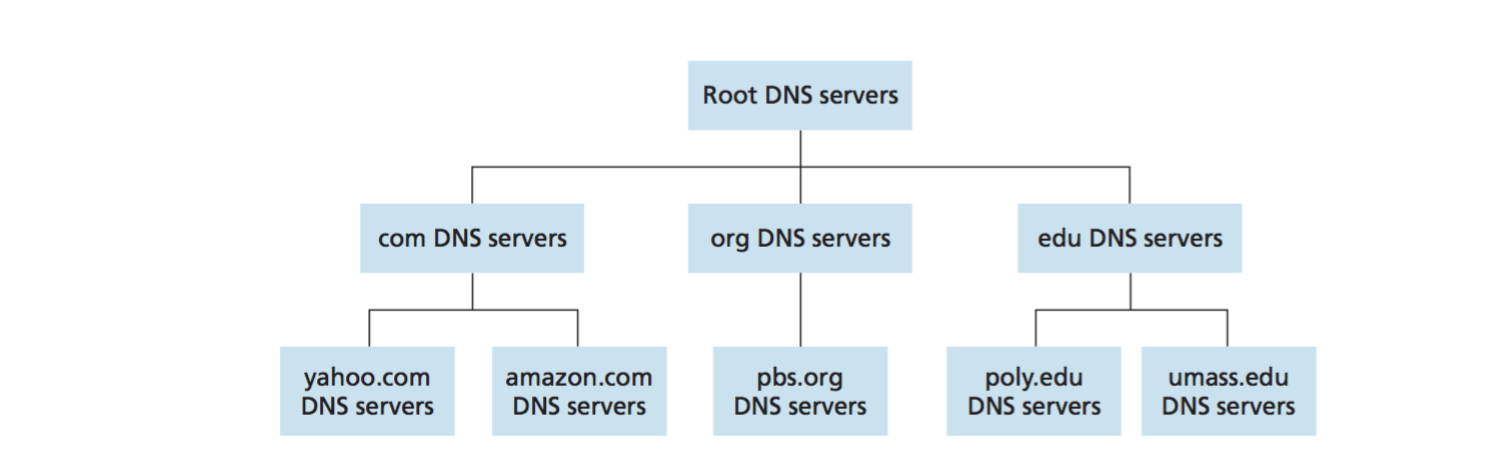 Root DNS servers
com DNS servers
org DNS servers
edu DNS servers
yahoo.com
DNS servers
amazon.com
DNS servers
pbs.org
DNS servers
poly.edu
DNS servers
umass.edu
DNS servers